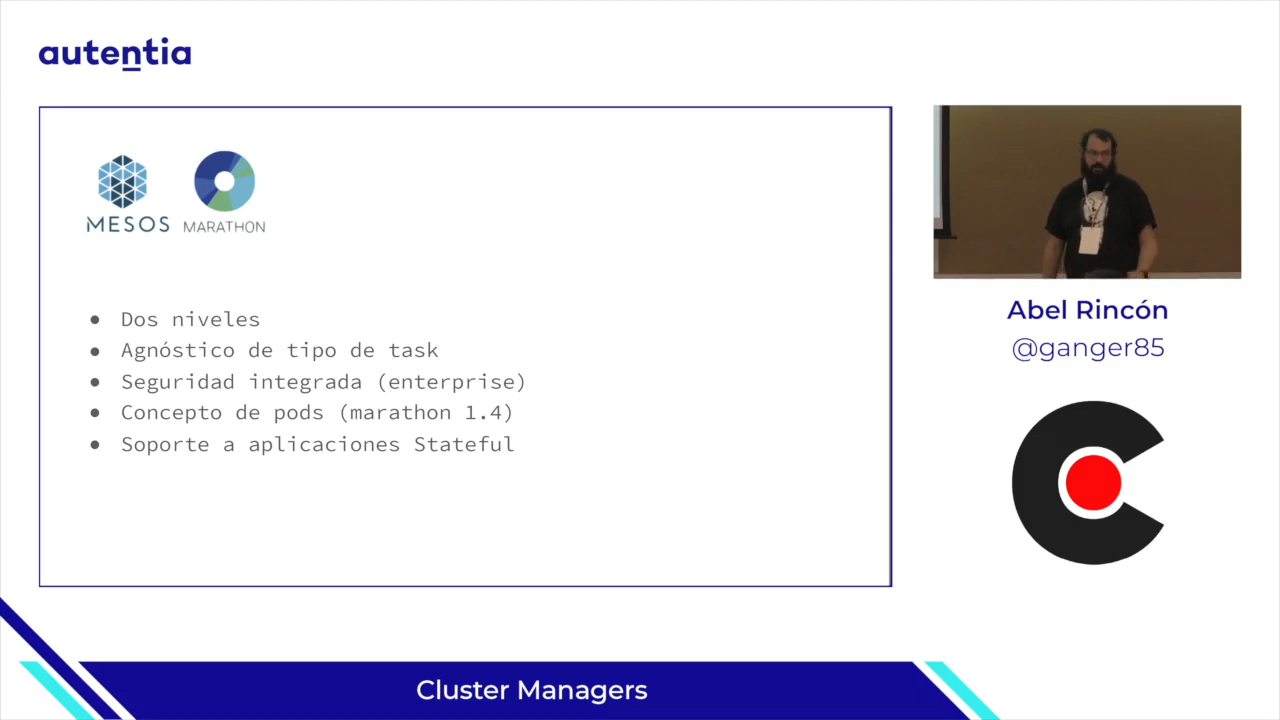 autentia
MESOS
MARATHON
Dos niveles
Agnóstico de tipo de task
Seguridad integrada (enterprise)
Concepto de pods (marathon 1.4)
Soporte a aplicaciones Stateful
Abel Rincón
@ganger85
Cluster Managers